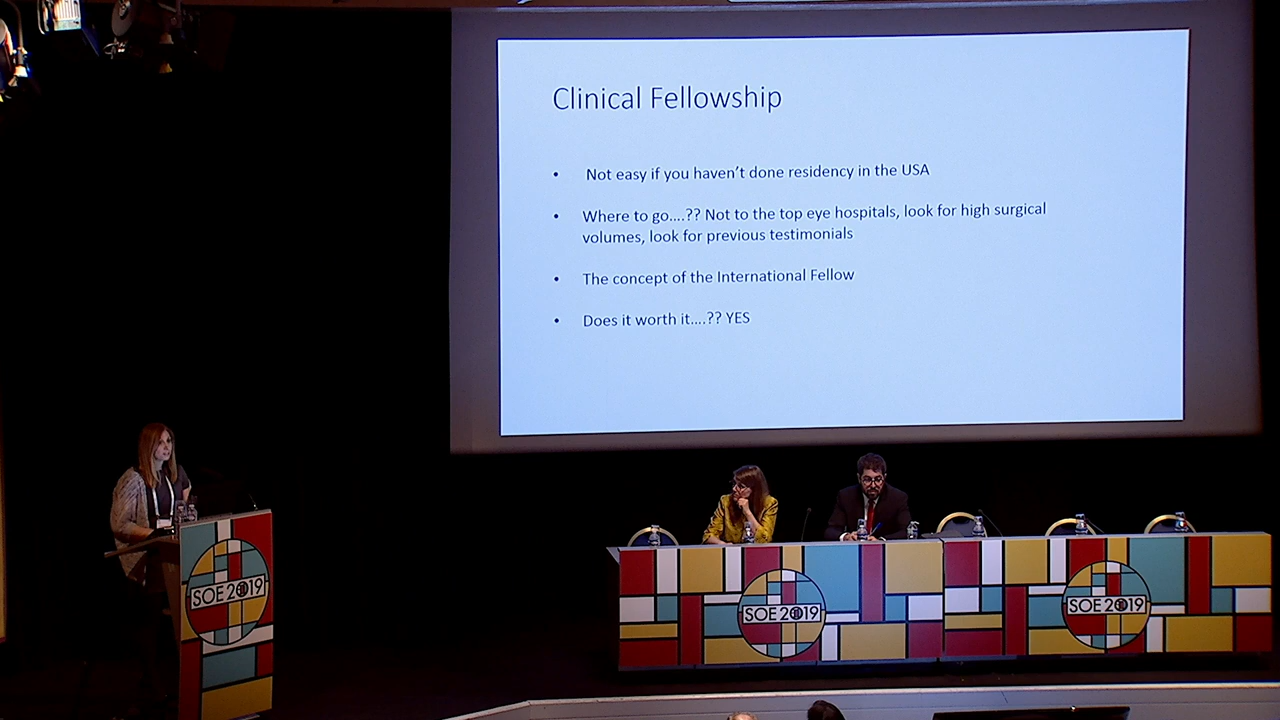 Clinical Fellowship
• Not easy if you haven't done residency in the USA
• Where to go....?? Not to the top eye hospitals, look for high surgical
volumes, look for previous testimonials
• The concept of the International Fellow
• Does it worth it....?? YES
SOE 2019
SOE 2019
SOE 2019